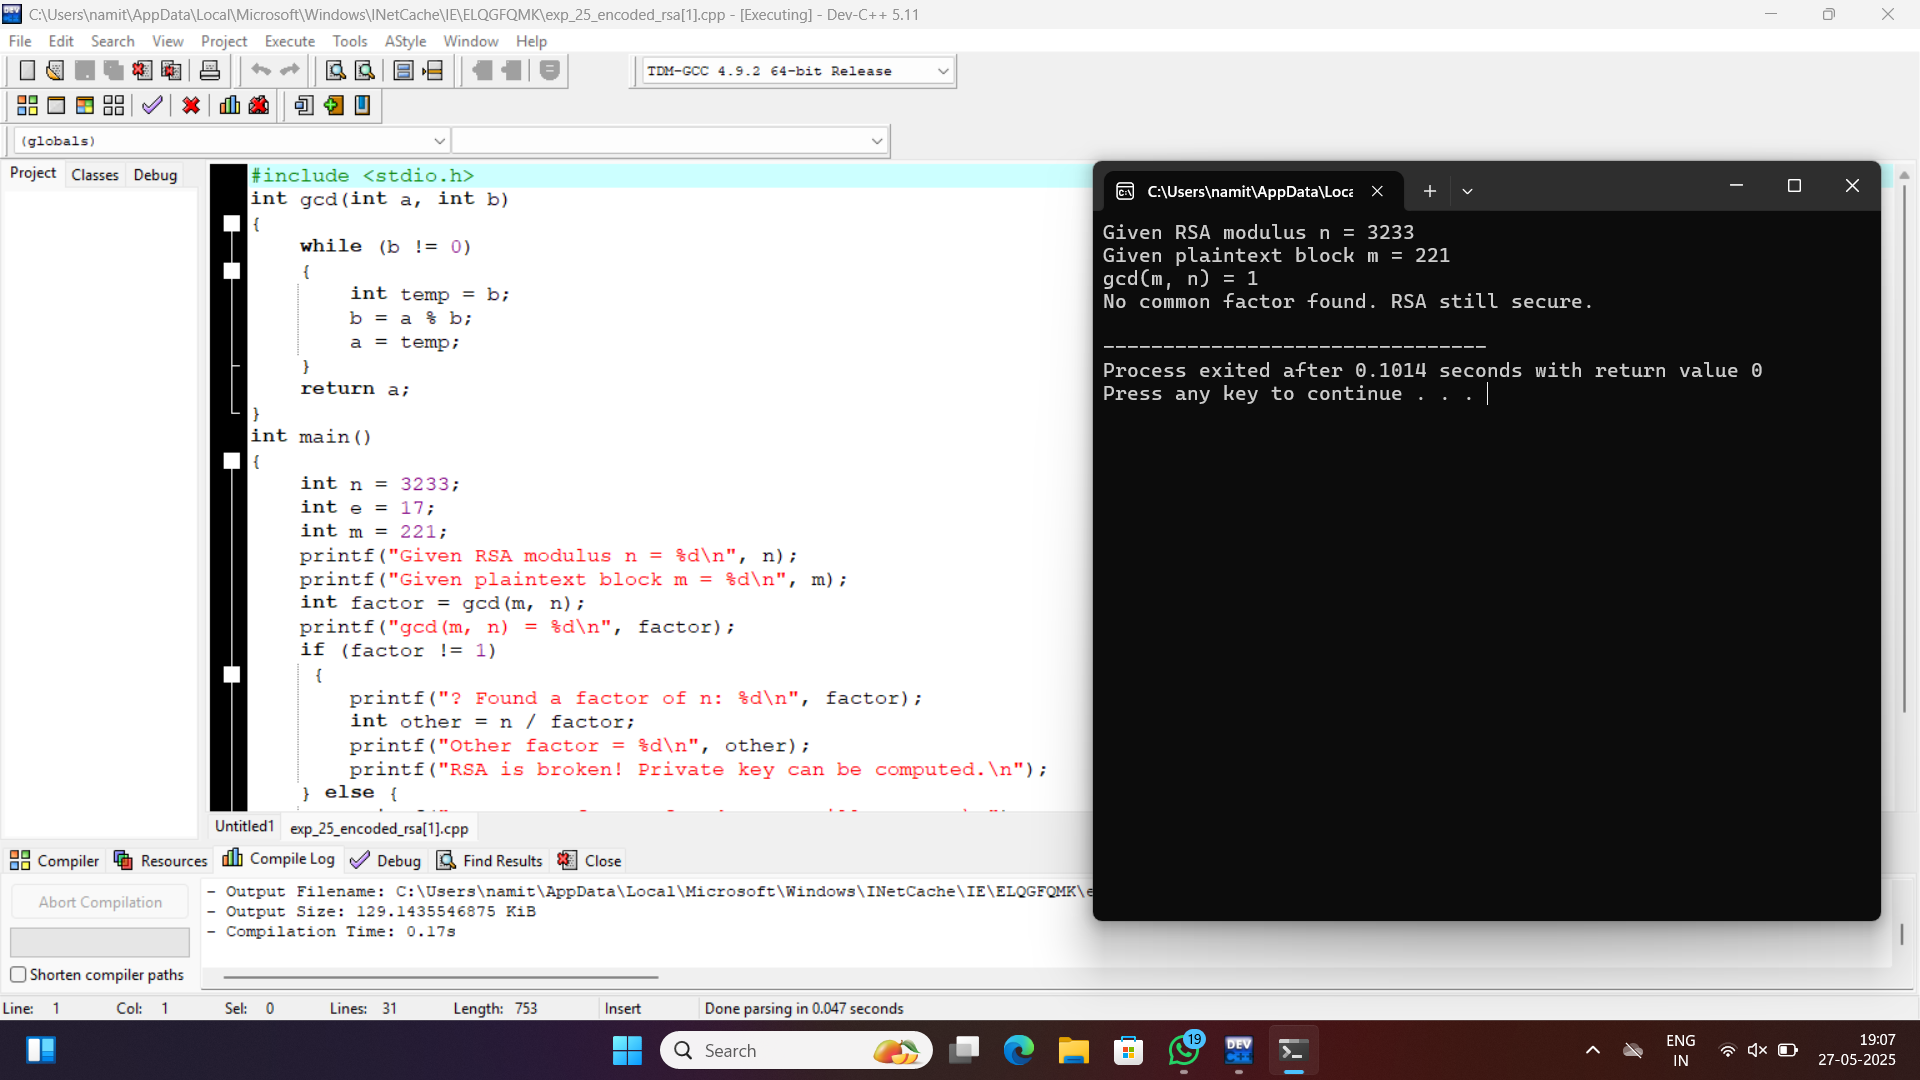 C:\Users\namit\AppData\Local\Microsoft\Windows\INetCache\IE\ELQGFQMK\exp_25_encoded_rsa[1].cpp - [Executing] - Dev-C++ 5.11
File Edit Search View Project Execute Tools AStyle Window Help
TDM-GCC 4.9.2 64-bit Release
(globals)
Project Classes Debug
#include <stdio.h>
int gcd(int a, int b)
{
while (b != 0)
{
int temp = b;
b = a % b;
a = temp;
}
return a;
}
int main()
{
int n = 3233;
int e = 17;
int m = 221;
printf("Given RSA modulus n = %d\n", n);
printf("Given plaintext block m = %d\n", m);
int factor = gcd(m, n);
printf("gcd(m, n) = %d\n", factor);
if (factor != 1)
{
printf("? Found a factor of n: %d\n", factor);
int other = n / factor;
printf("Other factor = %d\n", other);
printf("RSA is broken! Private key can be computed.\n");
} else {
C:\Users\namit\AppData\Loca
Given RSA modulus n = 3233
Given plaintext block m = 221
gcd(m, n) = 1
No common factor found. RSA still secure.
--------------------------------
Process exited after 0.1014 seconds with return value 0
Press any key to continue . . .
Untitled1 exp_25_encoded_rsa[1].cpp
Compiler Resources Compile Log Debug Find Results Close
Abort Compilation
Shorten compiler paths
- Output Filename: C:\Users\namit\AppData\Local\Microsoft\Windows\INetCache\IE\ELQGFQMK\e
- Output Size: 129.1435546875 KiB
- Compilation Time: 0.17s
Line: 1 Col: 1 Sel: 0 Lines: 31 Length: 753 Insert Done parsing in 0.047 seconds
Search
19
DEV
ENG
IN
19:07
27-05-2025